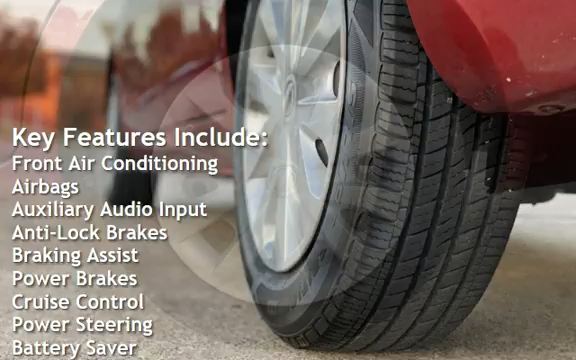 Key Features Include:
Front Air Conditioning
Airbags
Auxiliary Audio Input
Anti-Lock Brakes
Braking Assist
Power Brakes
Cruise Control
Power Steering
Battery Saver